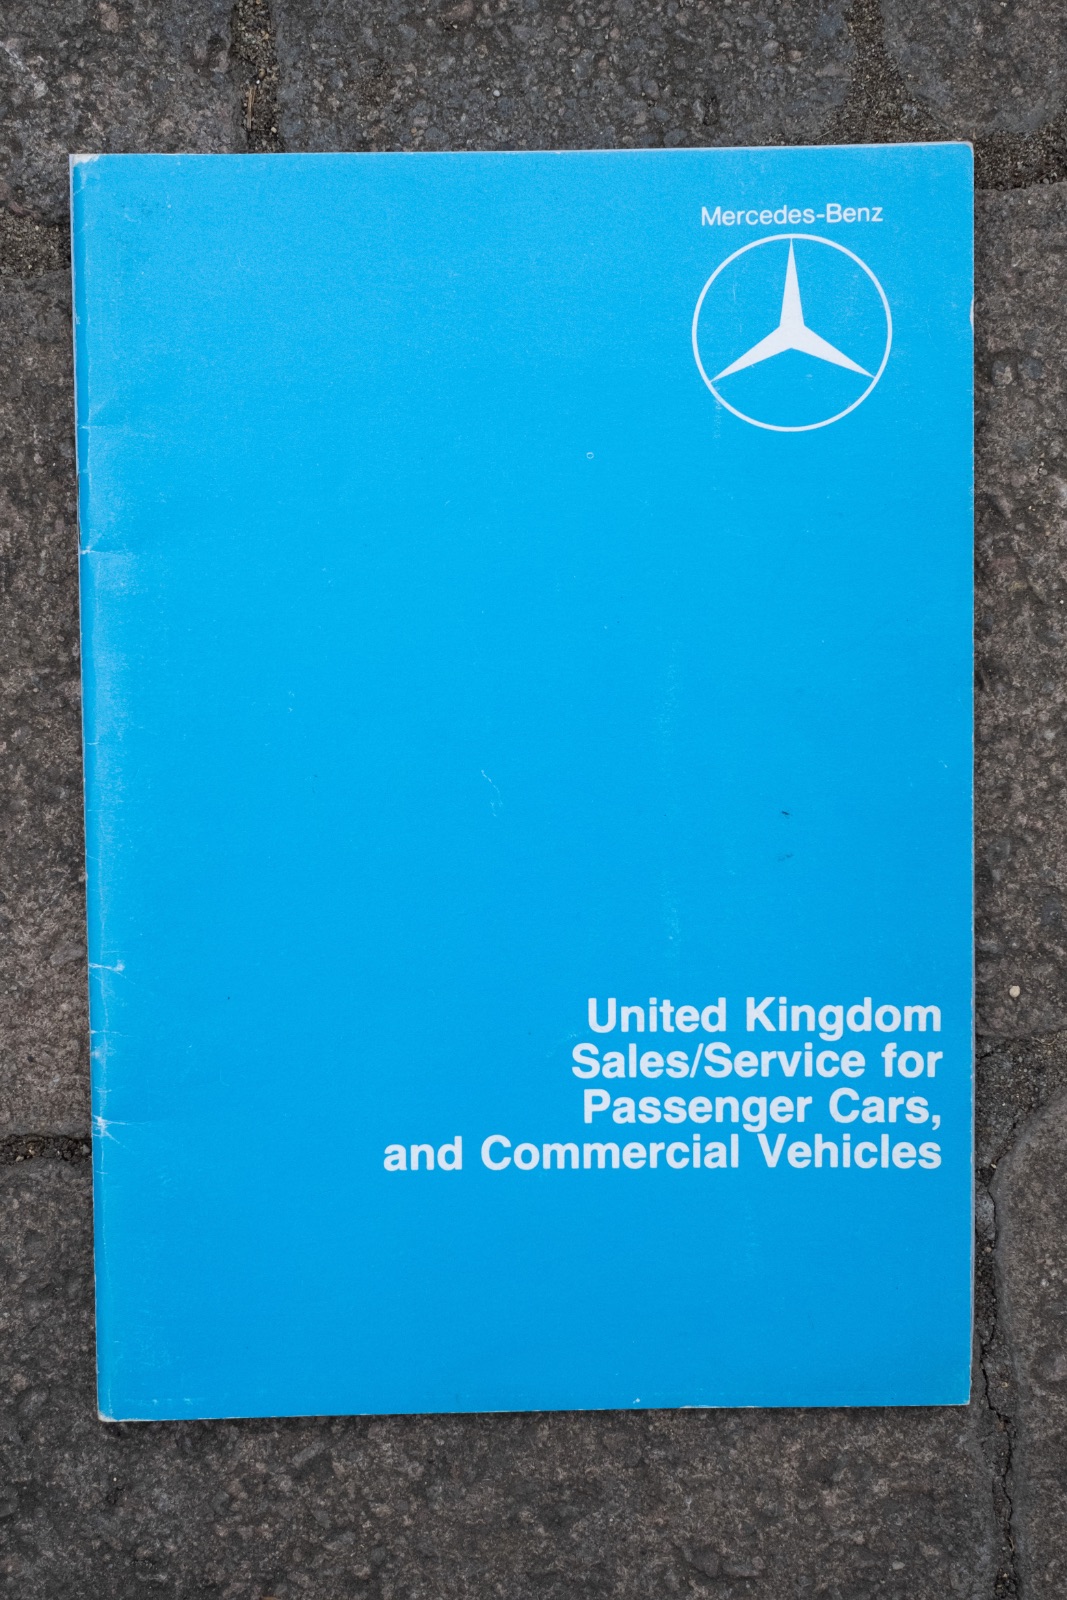 Mercedes-Benz
United Kingdom
Sales/Service for
Passenger Cars,
and Commercial Vehicles